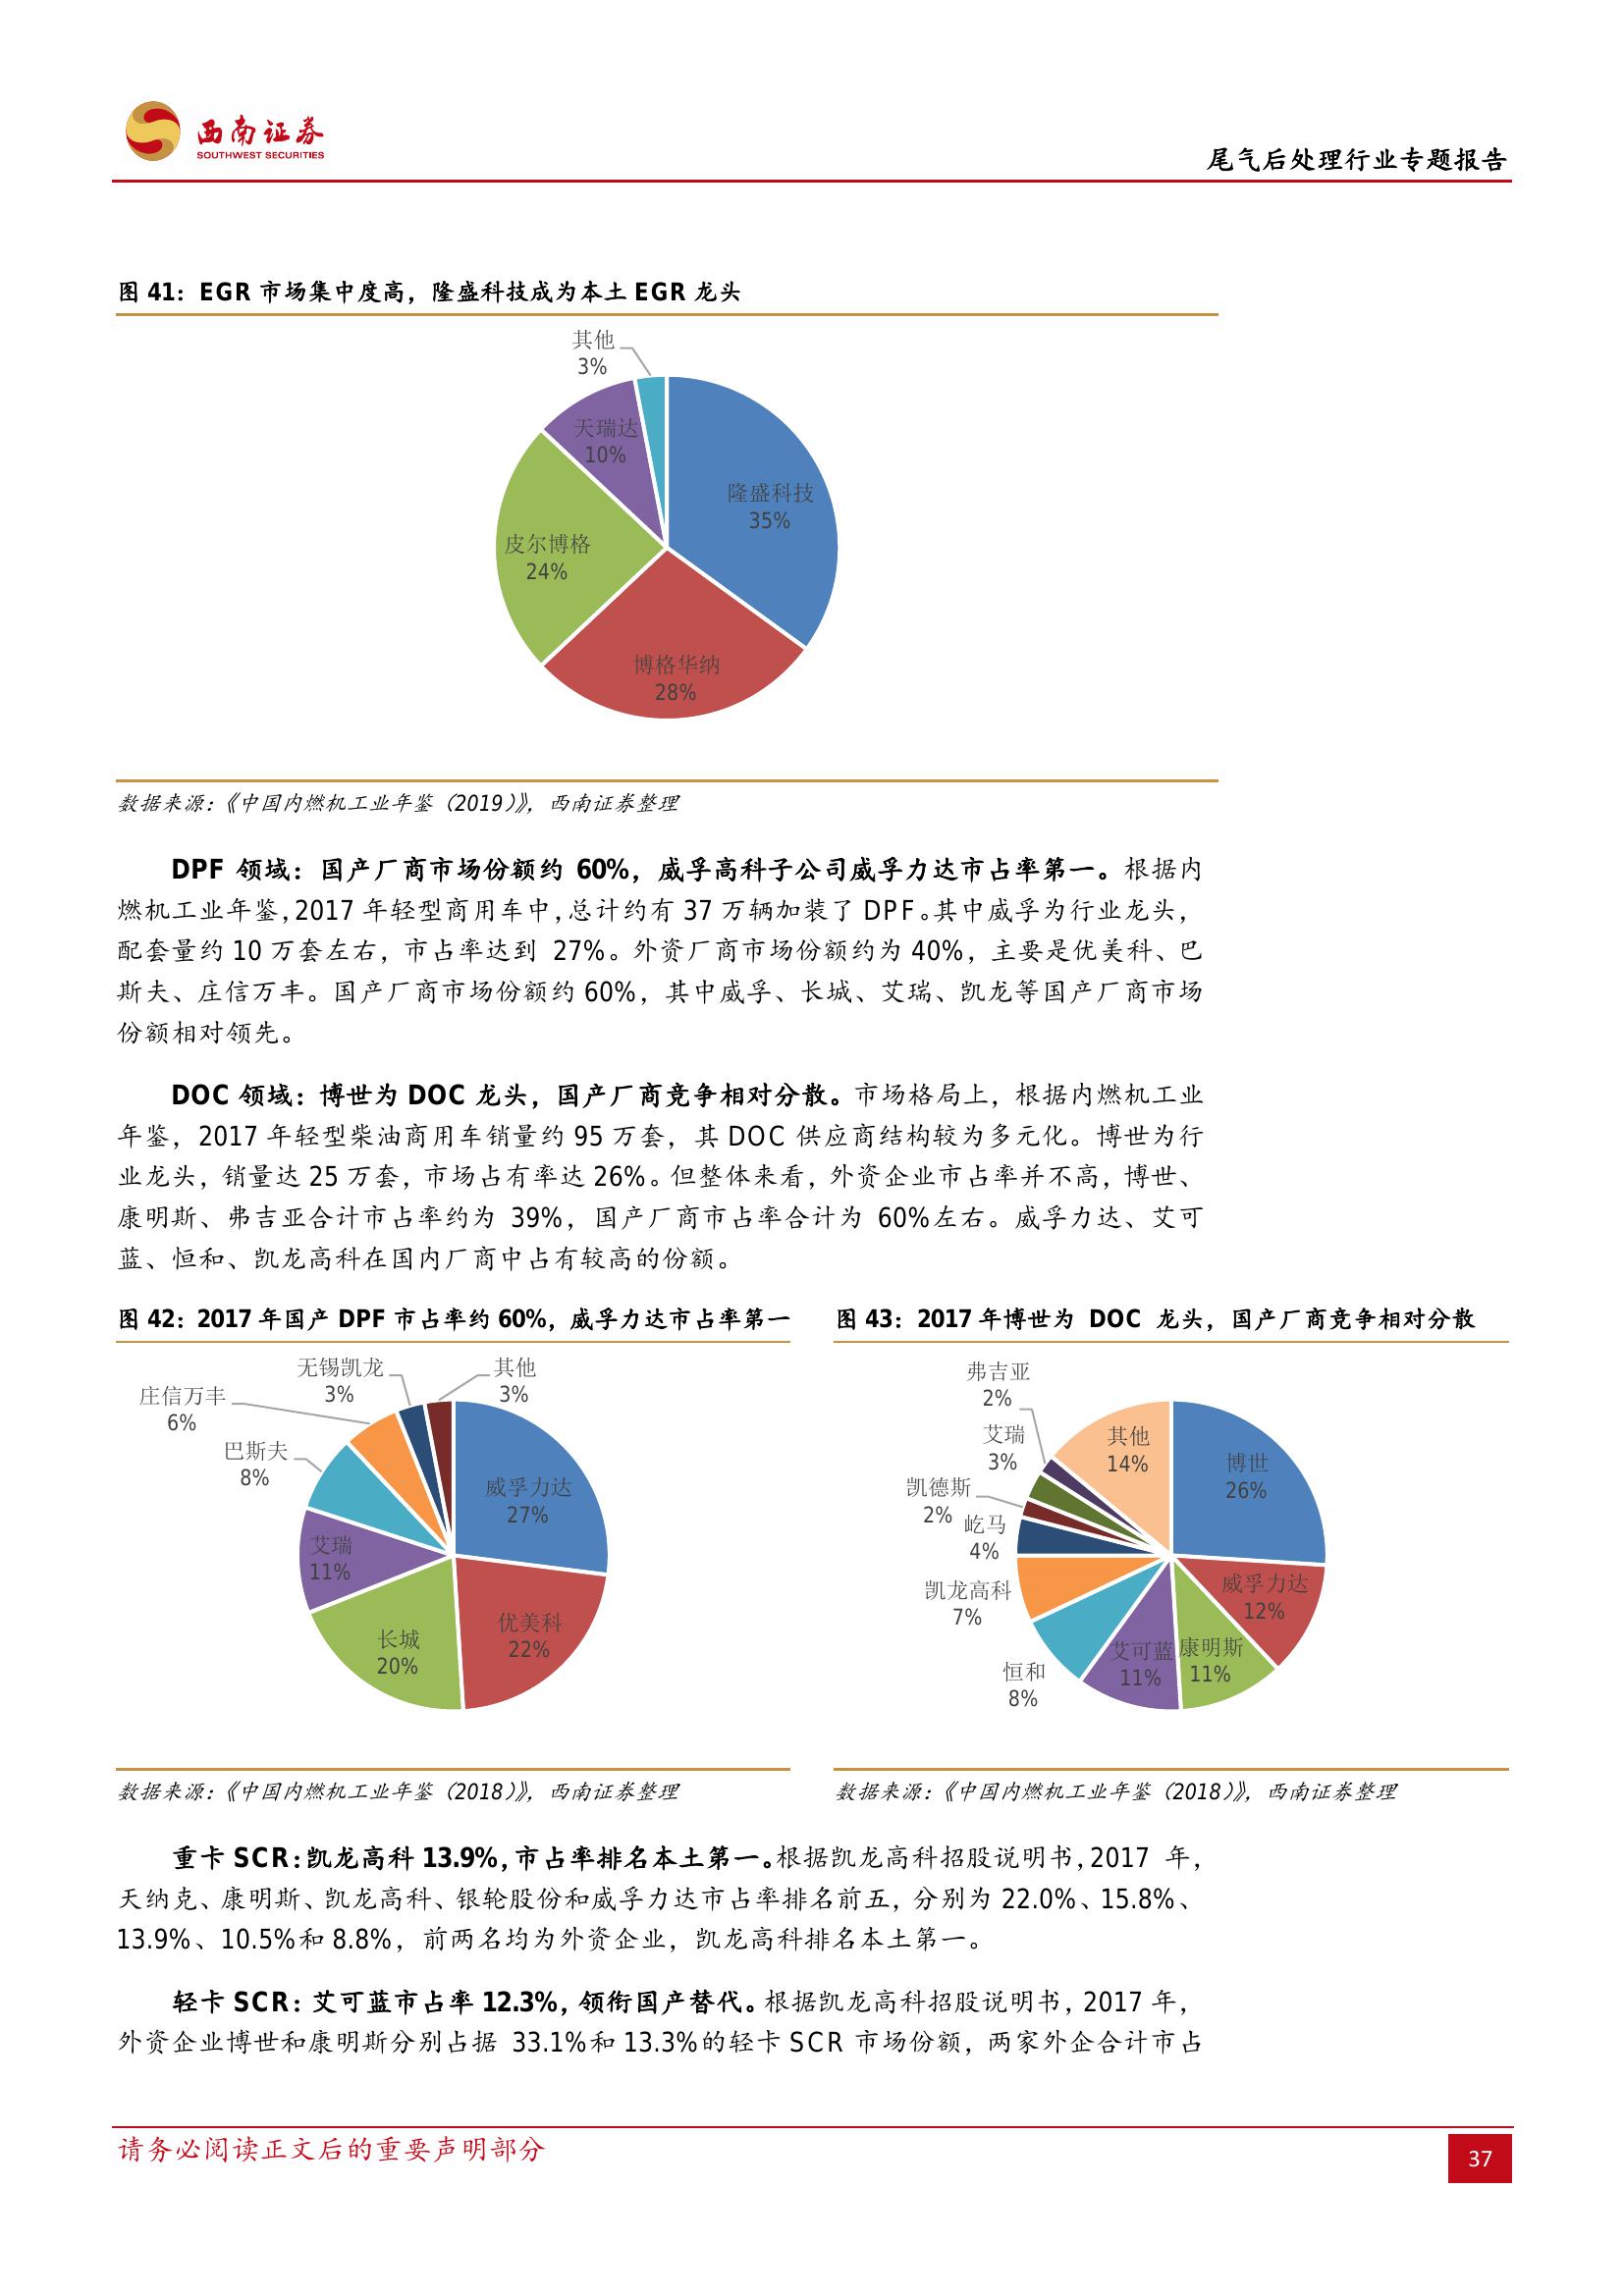 西南证券
SOUTHWEST SECURITIES
尾气后处理行业专题报告
图 41：EGR 市场集中度高，隆盛科技成为本土 EGR 龙头
其他
3%
天瑞达
10%
隆盛科技
35%
皮尔博格
24%
博格华纳
28%
数据来源：《中国内燃机工业年鉴（2019）》，西南证券整理
DPF 领域：国产厂商市场份额约 60%，威孚高科子公司威孚力达市占率第一。根据内
燃机工业年鉴，2017 年轻型商用车中，总计约有 37 万辆加装了 DPF。其中威孚为行业龙头，
配套量约 10 万套左右，市占率达到 27%。外资厂商市场份额约为 40%，主要是优美科、巴
斯夫、庄信万丰。国产厂商市场份额约 60%，其中威孚、长城、艾瑞、凯龙等国产厂商市场
份额相对领先。
DOC 领域：博世为 DOC 龙头，国产厂商竞争相对分散。市场格局上，根据内燃机工业
年鉴，2017 年轻型柴油商用车销量约 95 万套，其 DOC 供应商结构较为多元化。博世为行
业龙头，销量达 25 万套，市场占有率达 26%。但整体来看，外资企业市占率并不高，博世、
康明斯、弗吉亚合计市占率约为 39%，国产厂商市占率合计为 60%左右。威孚力达、艾可
蓝、恒和、凯龙高科在国内厂商中占有较高的份额。
图 42：2017 年国产 DPF 市占率约 60%，威孚力达市占率第一
无锡凯龙
3%
其他
3%
庄信万丰
6%
巴斯夫
8%
威孚力达
27%
艾瑞
11%
优美科
22%
长城
20%
数据来源：《中国内燃机工业年鉴（2018）》，西南证券整理
图 43：2017 年博世为 DOC 龙头，国产厂商竞争相对分散
弗吉亚
2%
艾瑞
3%
其他
14%
博世
26%
凯德斯
2%
屹马
4%
凯龙高科
7%
威孚力达
12%
艾可蓝
11%
康明斯
11%
恒和
8%
数据来源：《中国内燃机工业年鉴（2018）》，西南证券整理
重卡 SCR：凯龙高科 13.9%，市占率排名本土第一。根据凯龙高科招股说明书，2017 年，
天纳克、康明斯、凯龙高科、银轮股份和威孚力达市占率排名前五，分别为 22.0%、15.8%、
13.9%、10.5%和 8.8%，前两名均为外资企业，凯龙高科排名本土第一。
轻卡 SCR：艾可蓝市占率 12.3%，领衔国产替代。根据凯龙高科招股说明书，2017 年，
外资企业博世和康明斯分别占据 33.1%和 13.3%的轻卡 SCR 市场份额，两家外企合计市占
请务必阅读正文后的重要声明部分
37